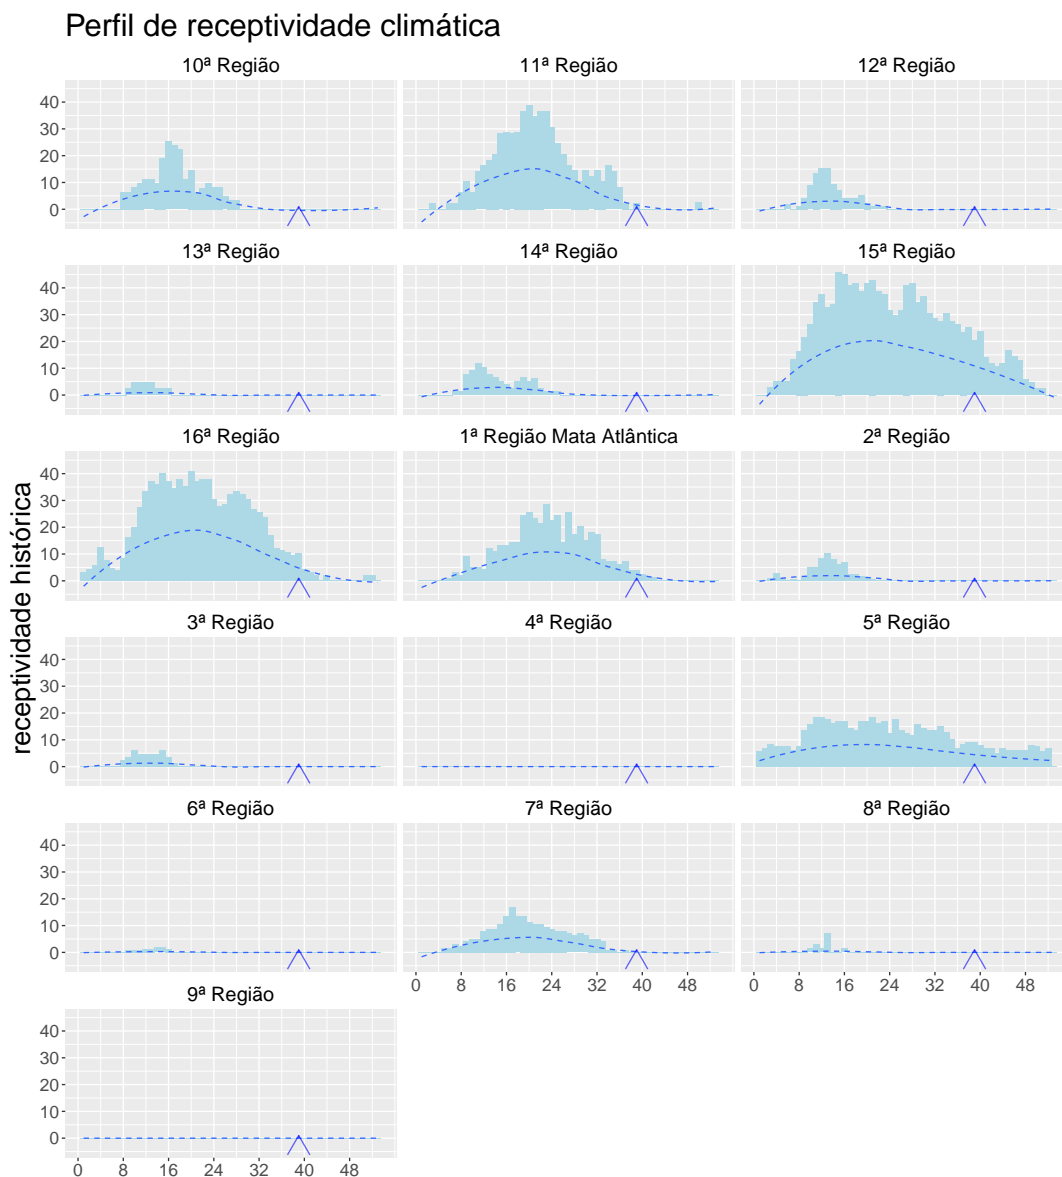 Perfil de receptividade climática
10ª Região
11ª Região
12ª Região
40
30
20
10
0
13ª Região
14ª Região
15ª Região
40
30
20
10
0
16ª Região
1ª Região Mata Atlântica
2ª Região
40
30
20
10
0
receptividade histórica
3ª Região
4ª Região
5ª Região
40
30
20
10
0
6ª Região
7ª Região
8ª Região
40
30
20
10
0
0 8 16 24 32 40 48
0 8 16 24 32 40 48
9ª Região
40
30
20
10
0
0 8 16 24 32 40 48